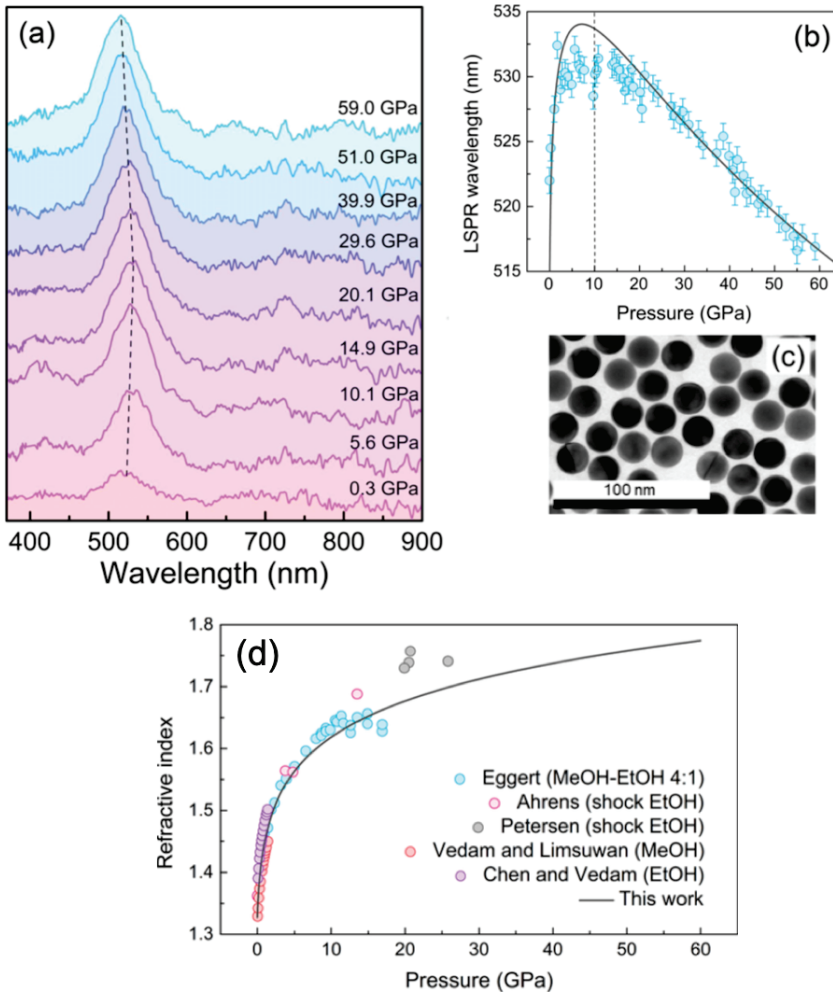 (a)
59.0 GPa
51.0 GPa
39.9 GPa
29.6 GPa
20.1 GPa
14.9 GPa
10.1 GPa
5.6 GPa
0.3 GPa
400 500 600 700 800 900
Wavelength (nm)
(b)
LSPR wavelength (nm)
535
530
525
520
515
0 10 20 30 40 50 60
Pressure (GPa)
(c)
100 nm
(d)
Refractive index
1.8
1.7
1.6
1.5
1.4
1.3
Eggert (MeOH-EtOH 4:1)
Ahrens (shock EtOH)
Petersen (shock EtOH)
Vedam and Limsuwan (MeOH)
Chen and Vedam (EtOH)
This work
0 10 20 30 40 50 60
Pressure (GPa)